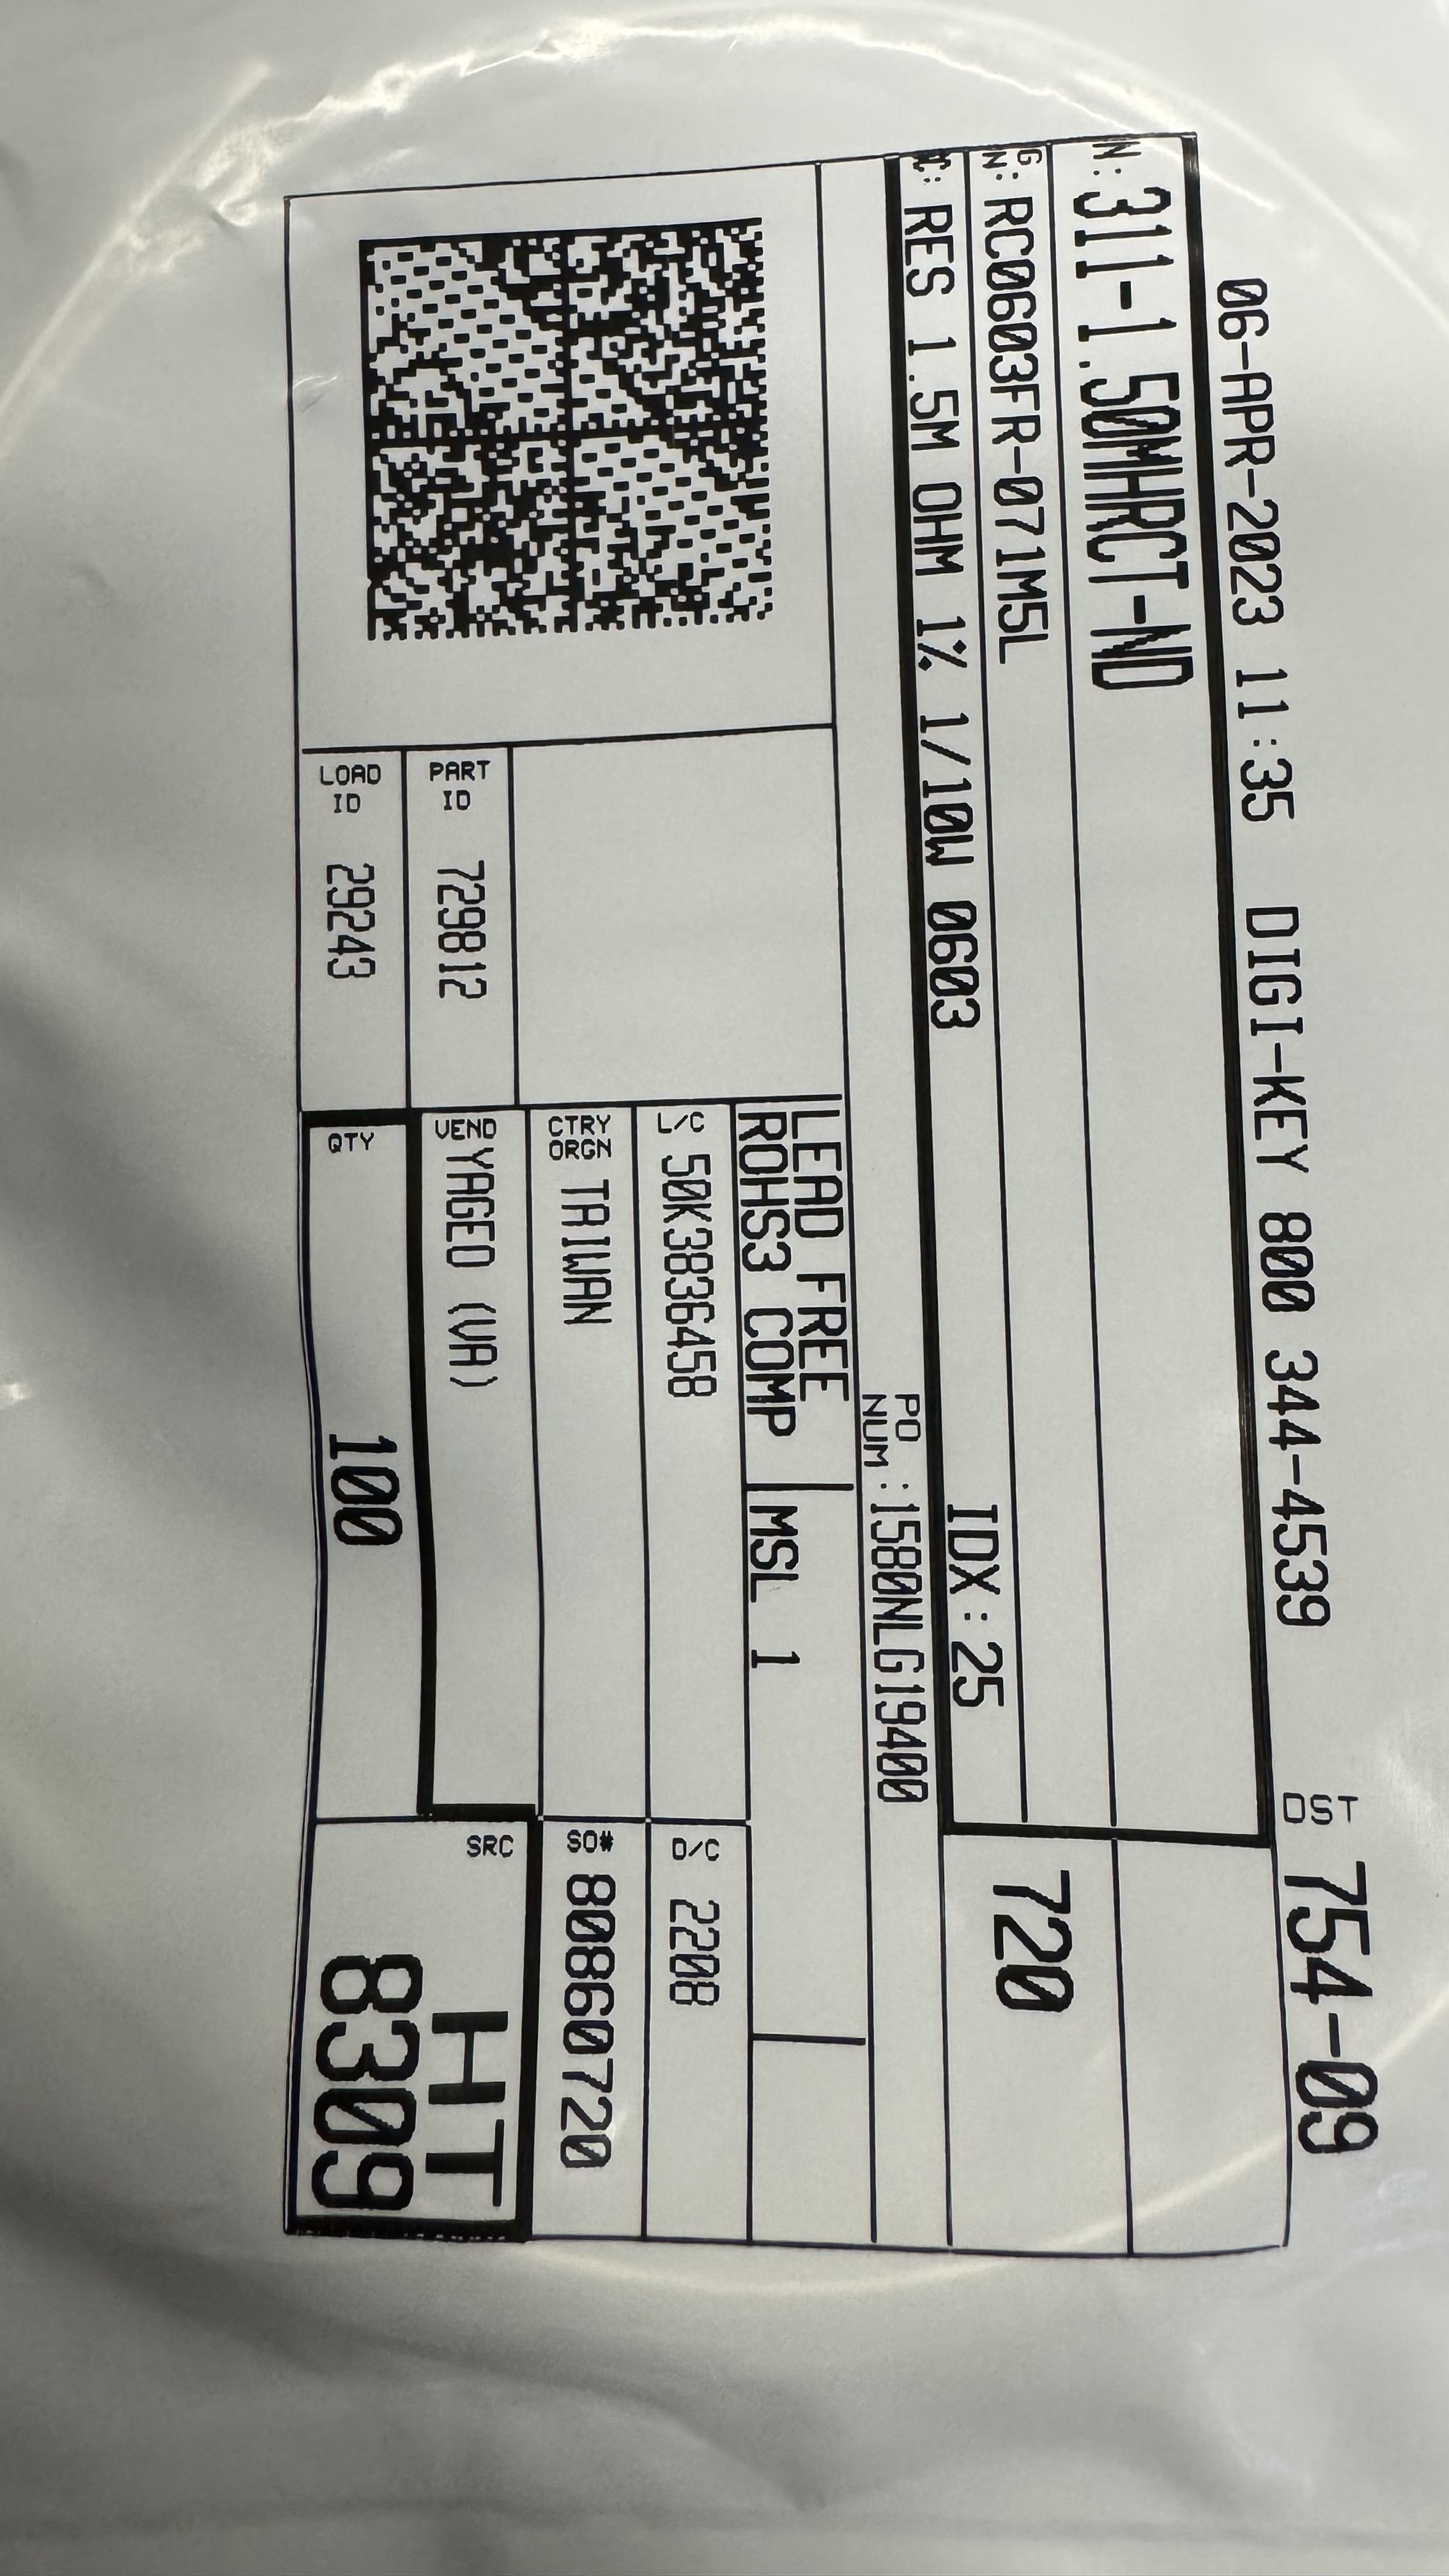 06-APR-2023 11:35 DIGI-KEY 800 344-4539 DST 754-09
N: 311-1.50MHRCT-ND
G
N: RC0603FR-071M5L
C: RES 1.5M OHM 1% 1/10W 0603 IDX:25
720
PO
NUM :1580NLG19400
LEAD FREE
ROHS3 COMP MSL 1
L/C 50K3836458 D/C 2208
CTRY
ORGN TAIWAN SO# 80860720
PART
ID 729812 VEND YAGEO (VA)
LOAD
ID 29243 QTY 100
SRC HT
8309